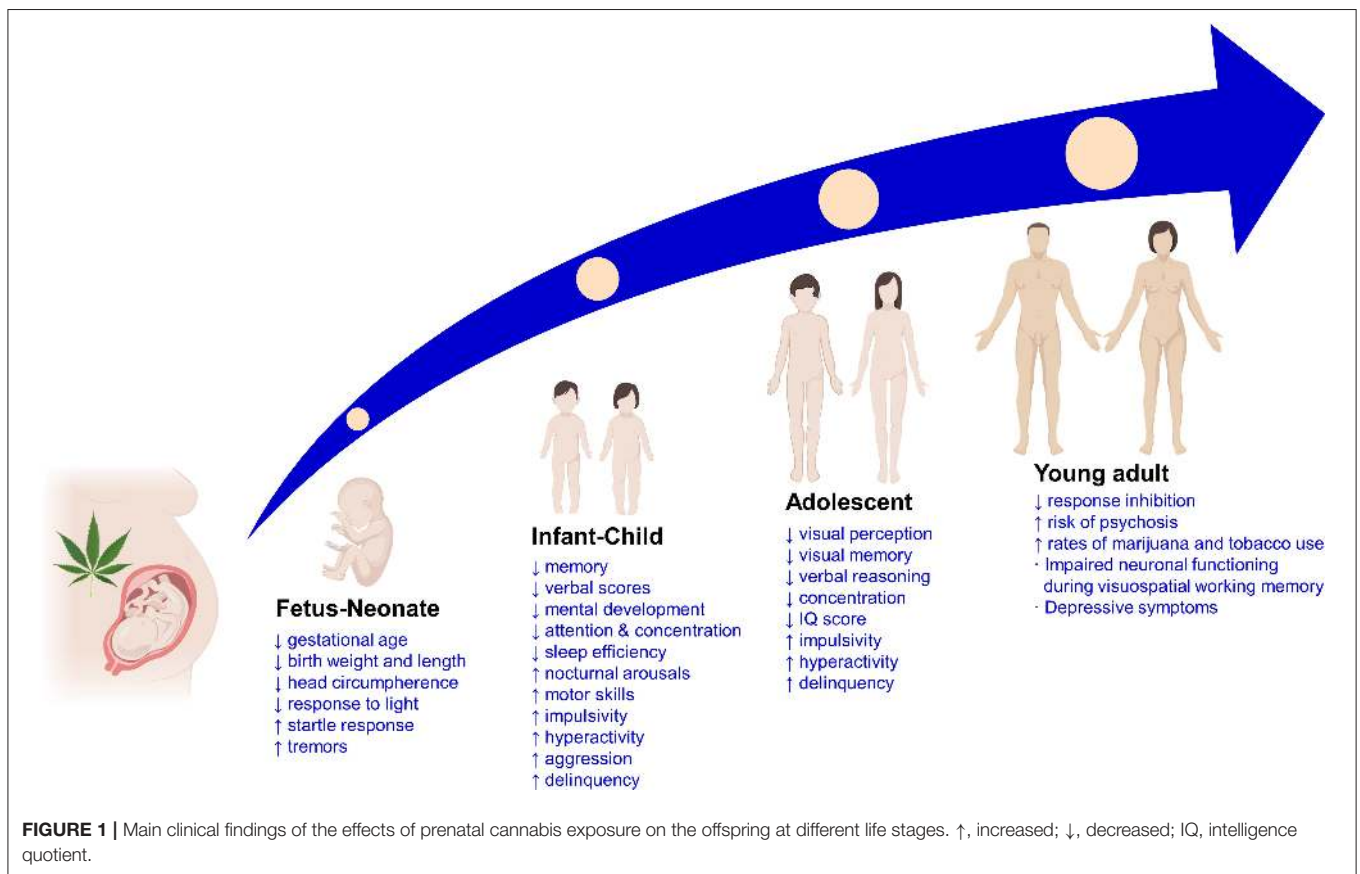 Fetus-Neonate
↓ gestational age
↓ birth weight and length
↓ head circumpherence
↓ response to light
↑ startle response
↑ tremors
Infant-Child
↓ memory
↓ verbal scores
↓ mental development
↓ attention & concentration
↓ sleep efficiency
↑ nocturnal arousals
↑ motor skills
↑ impulsivity
↑ hyperactivity
↑ aggression
↑ delinquency
Adolescent
↓ visual perception
↓ visual memory
↓ verbal reasoning
↓ concentration
↓ IQ score
↑ impulsivity
↑ hyperactivity
↑ delinquency
Young adult
↓ response inhibition
↑ risk of psychosis
↑ rates of marijuana and tobacco use
· Impaired neuronal functioning
during visuospatial working memory
· Depressive symptoms
FIGURE 1 | Main clinical findings of the effects of prenatal cannabis exposure on the offspring at different life stages. ↑, increased; ↓, decreased; IQ, intelligence
quotient.